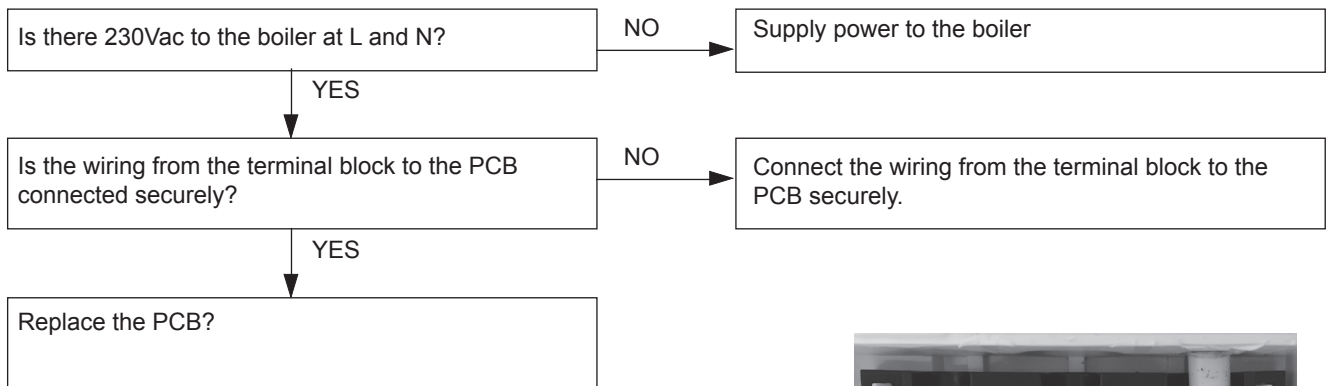 Is there 230Vac to the boiler at L and N?
NO
Supply power to the boiler
YES
Is the wiring from the terminal block to the PCB
connected securely?
NO
Connect the wiring from the terminal block to the
PCB securely.
YES
Replace the PCB?